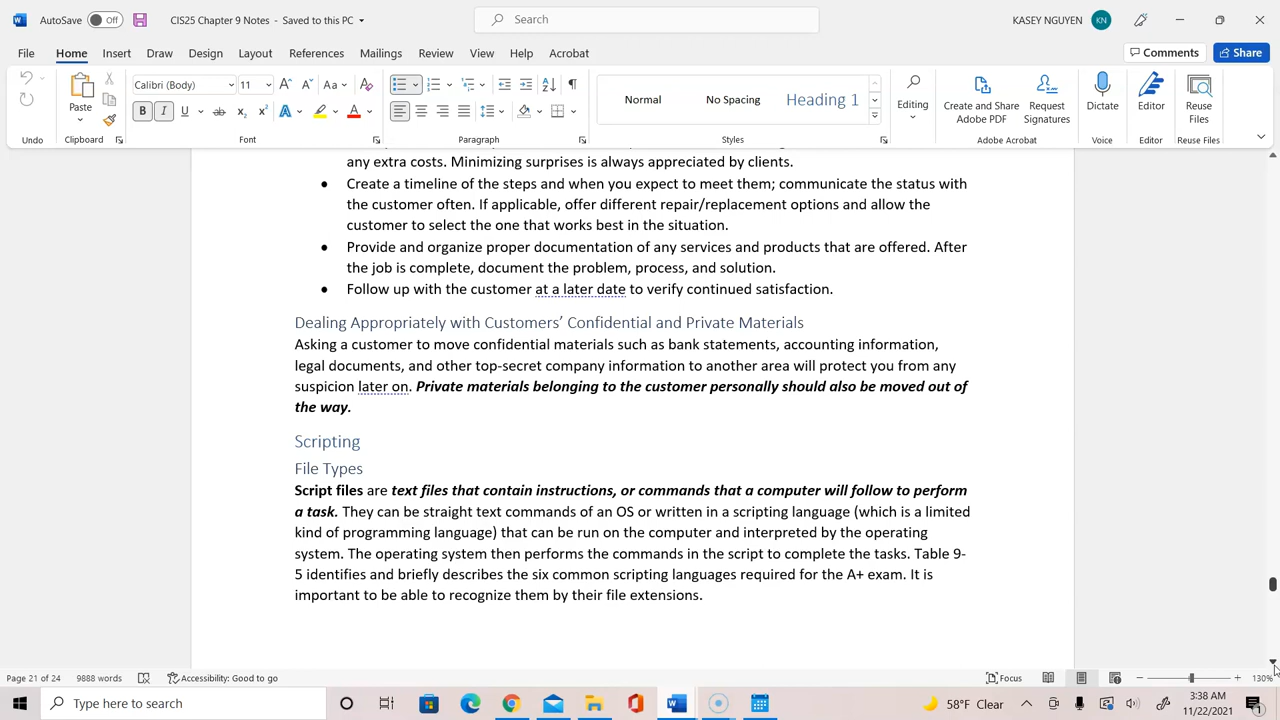 AutoSave Off CIS25 Chapter 9 Notes - Saved to this PC Search KASEY NGUYEN KN
File Home Insert Draw Design Layout References Mailings Review View Help Acrobat Comments Share
Calibri (Body) 11 Normal No Spacing Heading 1
Paste Editing Create and Share Adobe PDF Request Signatures Dictate Editor Reuse Files
Undo Clipboard Font Paragraph Styles Adobe Acrobat Voice Editor Reuse Files
any extra costs. Minimizing surprises is always appreciated by clients.
• Create a timeline of the steps and when you expect to meet them; communicate the status with
the customer often. If applicable, offer different repair/replacement options and allow the
customer to select the one that works best in the situation.
• Provide and organize proper documentation of any services and products that are offered. After
the job is complete, document the problem, process, and solution.
• Follow up with the customer at a later date to verify continued satisfaction.
Dealing Appropriately with Customers’ Confidential and Private Materials
Asking a customer to move confidential materials such as bank statements, accounting information,
legal documents, and other top-secret company information to another area will protect you from any
suspicion later on. Private materials belonging to the customer personally should also be moved out of
the way.
Scripting
File Types
Script files are text files that contain instructions, or commands that a computer will follow to perform
a task. They can be straight text commands of an OS or written in a scripting language (which is a limited
kind of programming language) that can be run on the computer and interpreted by the operating
system. The operating system then performs the commands in the script to complete the tasks. Table 9-
5 identifies and briefly describes the six common scripting languages required for the A+ exam. It is
important to be able to recognize them by their file extensions.
Page 21 of 24 9888 words Accessibility: Good to go Focus 130%
Type here to search 58°F Clear 3:38 AM
11/22/2021